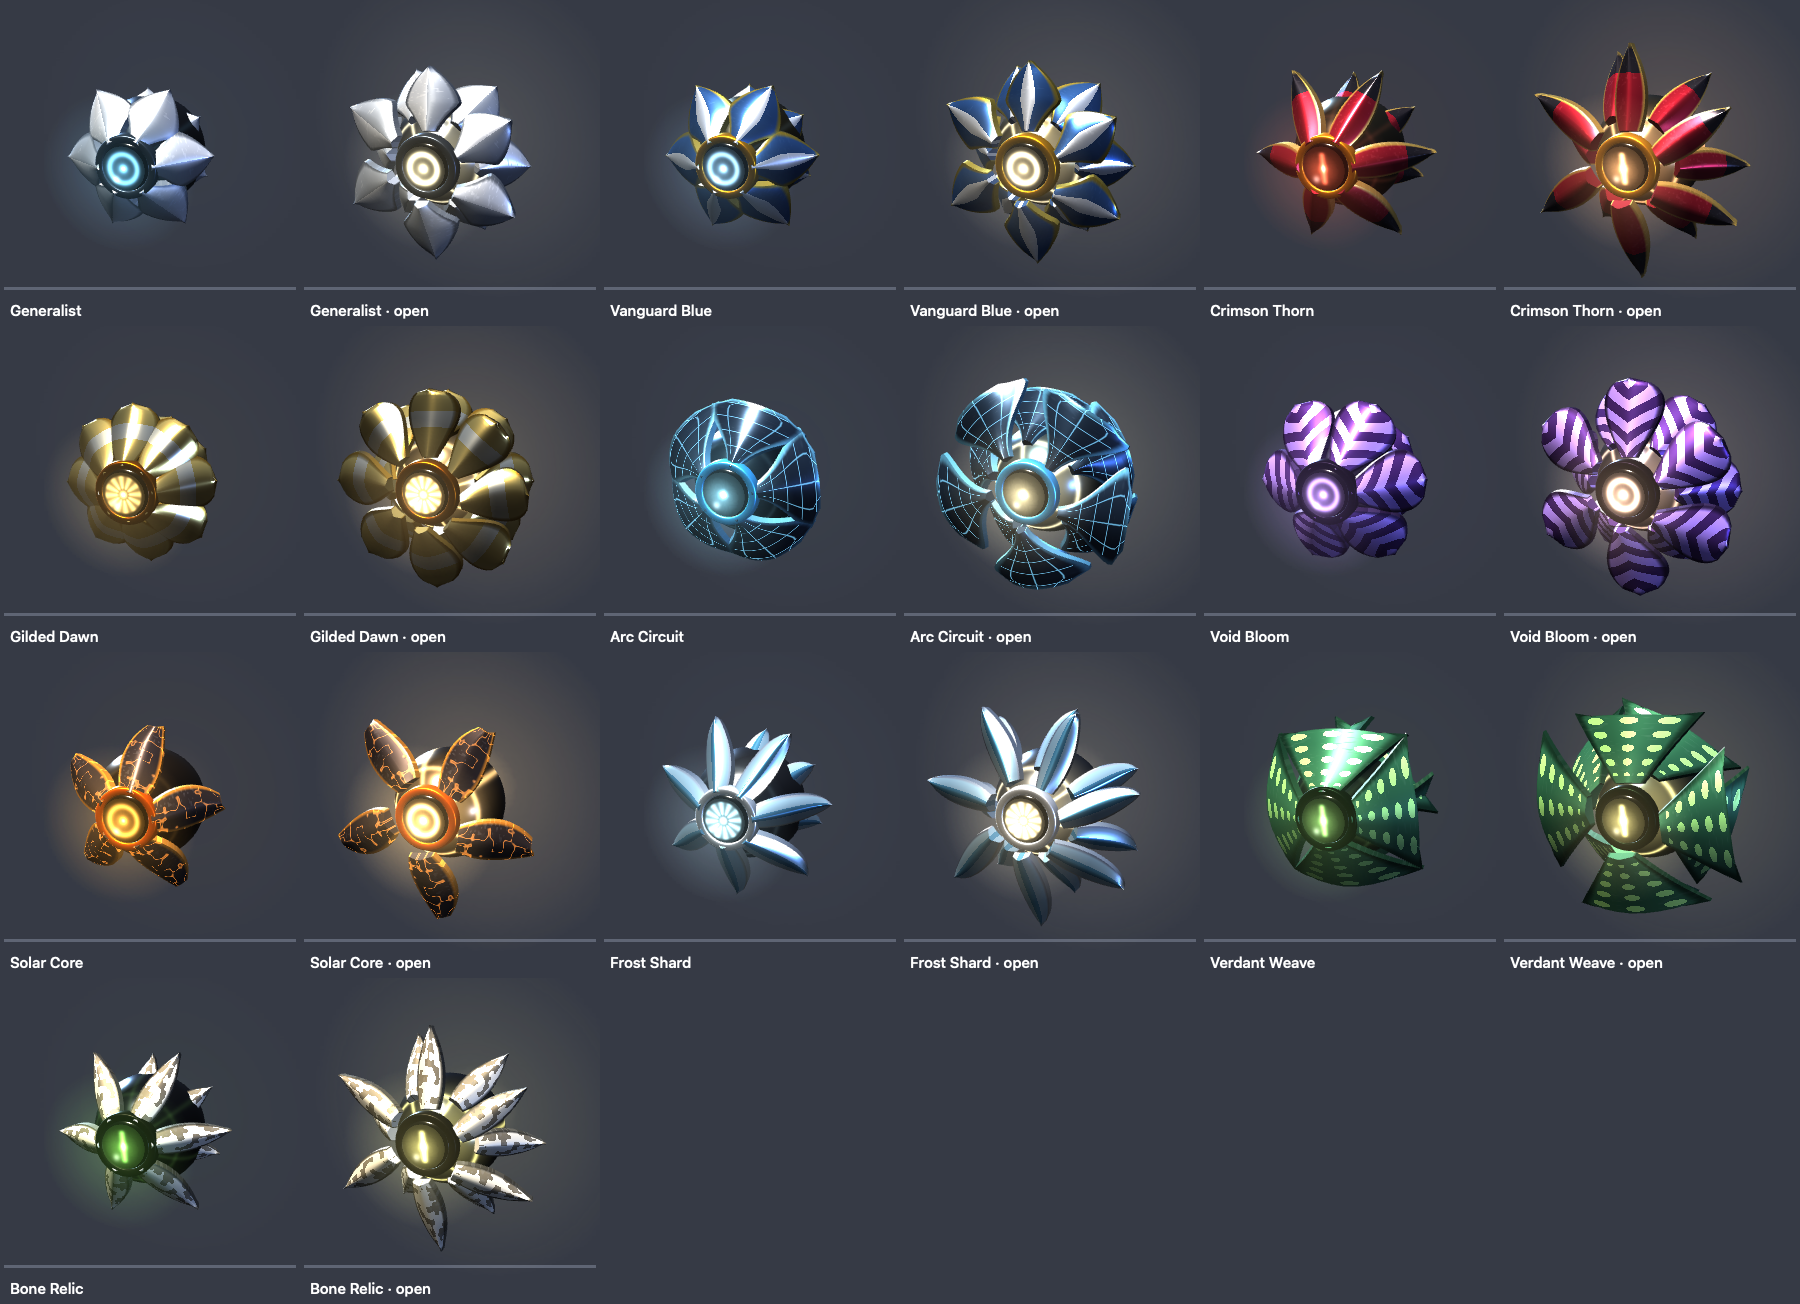 Generalist
Generalist · open
Vanguard Blue
Vanguard Blue · open
Crimson Thorn
Crimson Thorn · open
Gilded Dawn
Gilded Dawn · open
Arc Circuit
Arc Circuit · open
Void Bloom
Void Bloom · open
Solar Core
Solar Core · open
Frost Shard
Frost Shard · open
Verdant Weave
Verdant Weave · open
Bone Relic
Bone Relic · open